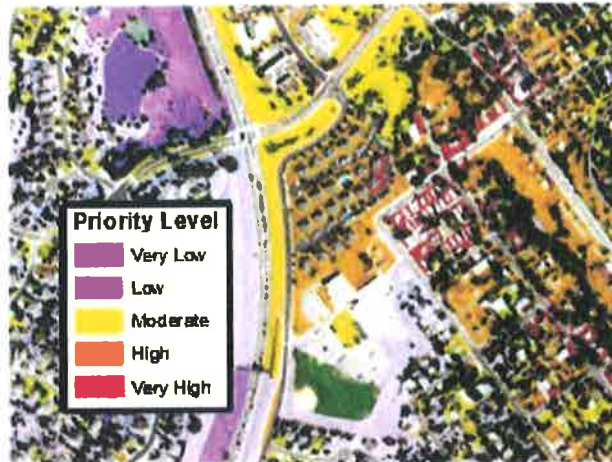 Priority Level
Very Low
Low
Moderate
High
Very High